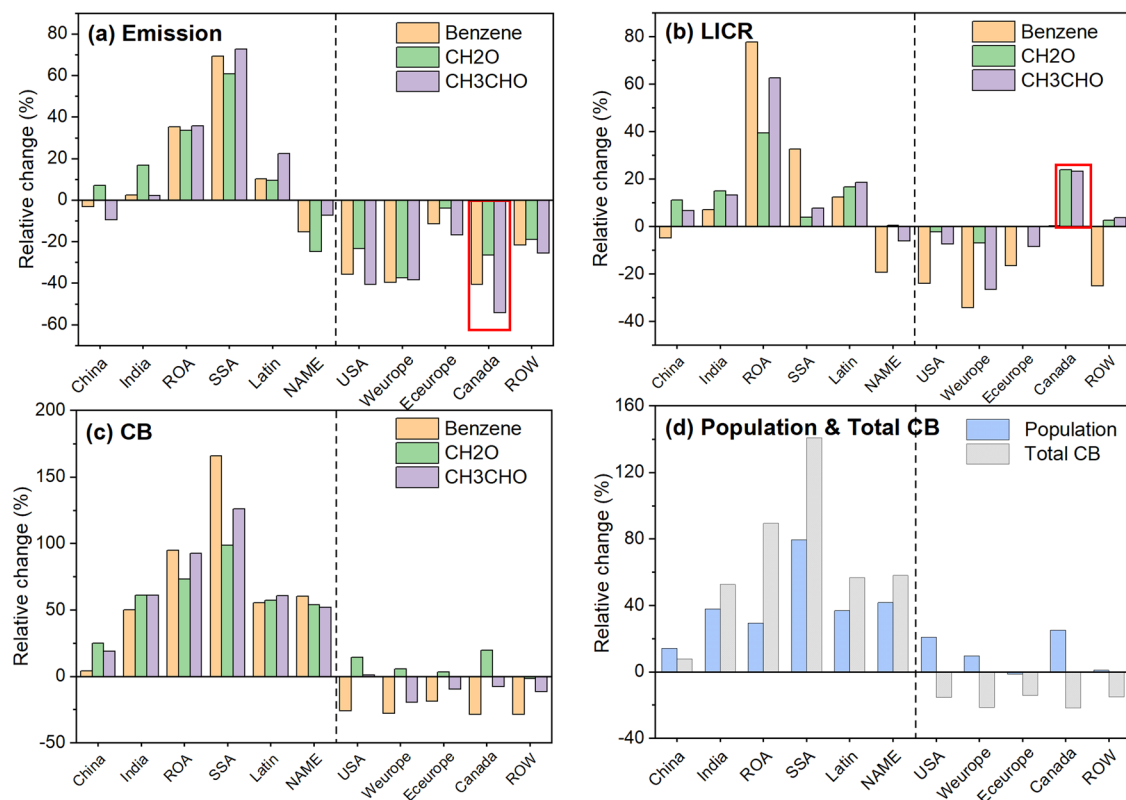 (a) Emission
Benzene
CH2O
CH3CHO
Relative change (%)
80
60
40
20
0
-20
-40
-60
China
India
ROA
SSA
Latin
NAME
USA
Weurope
Eceurope
Canada
ROW
(b) LICR
Benzene
CH2O
CH3CHO
Relative change (%)
80
60
40
20
0
-20
-40
China
India
ROA
SSA
Latin
NAME
USA
Weurope
Eceurope
Canada
ROW
(c) CB
Benzene
CH2O
CH3CHO
Relative change (%)
200
150
100
50
0
-50
China
India
ROA
SSA
Latin
NAME
USA
Weurope
Eceurope
Canada
ROW
(d) Population & Total CB
Population
Total CB
Relative change (%)
160
120
80
40
0
-40
China
India
ROA
SSA
Latin
NAME
USA
Weurope
Eceurope
Canada
ROW